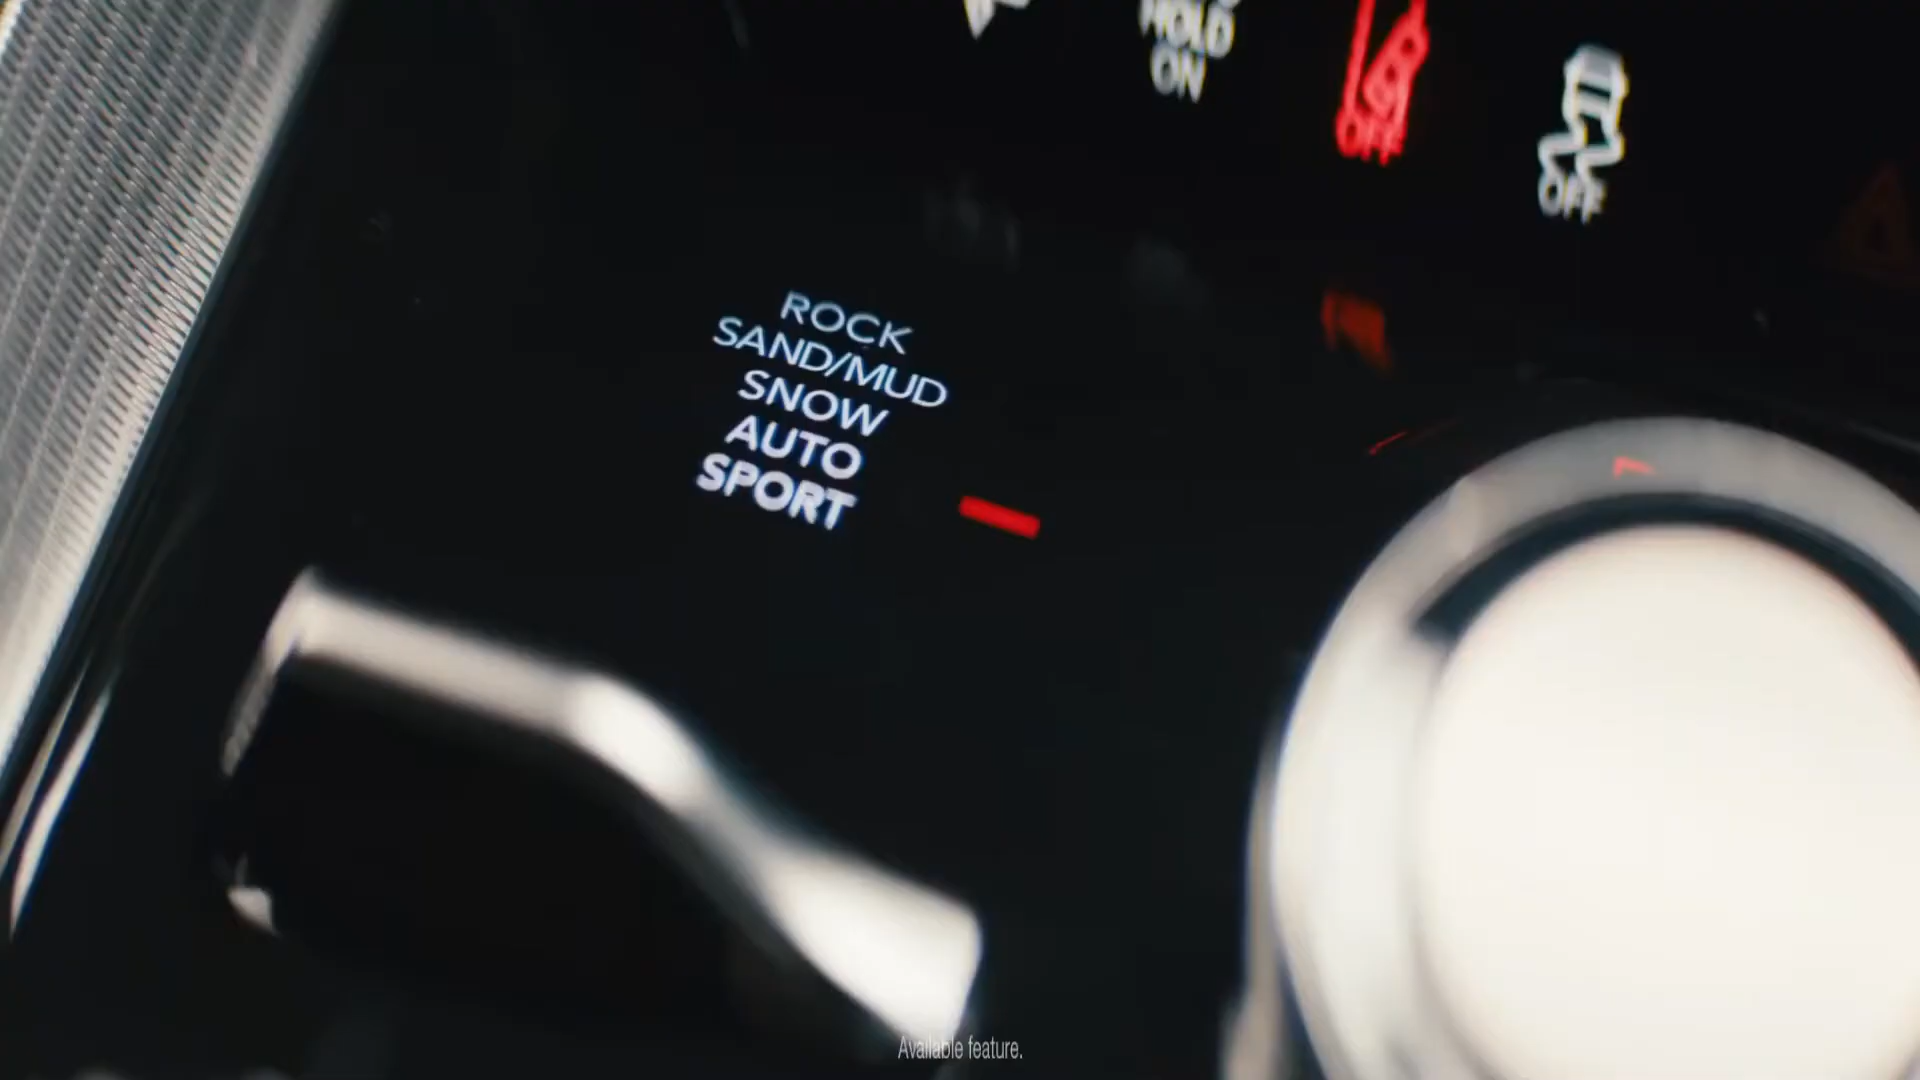 HOLD
ON
OFF
OFF
ROCK
SAND/MUD
SNOW
AUTO
SPORT
Available feature.